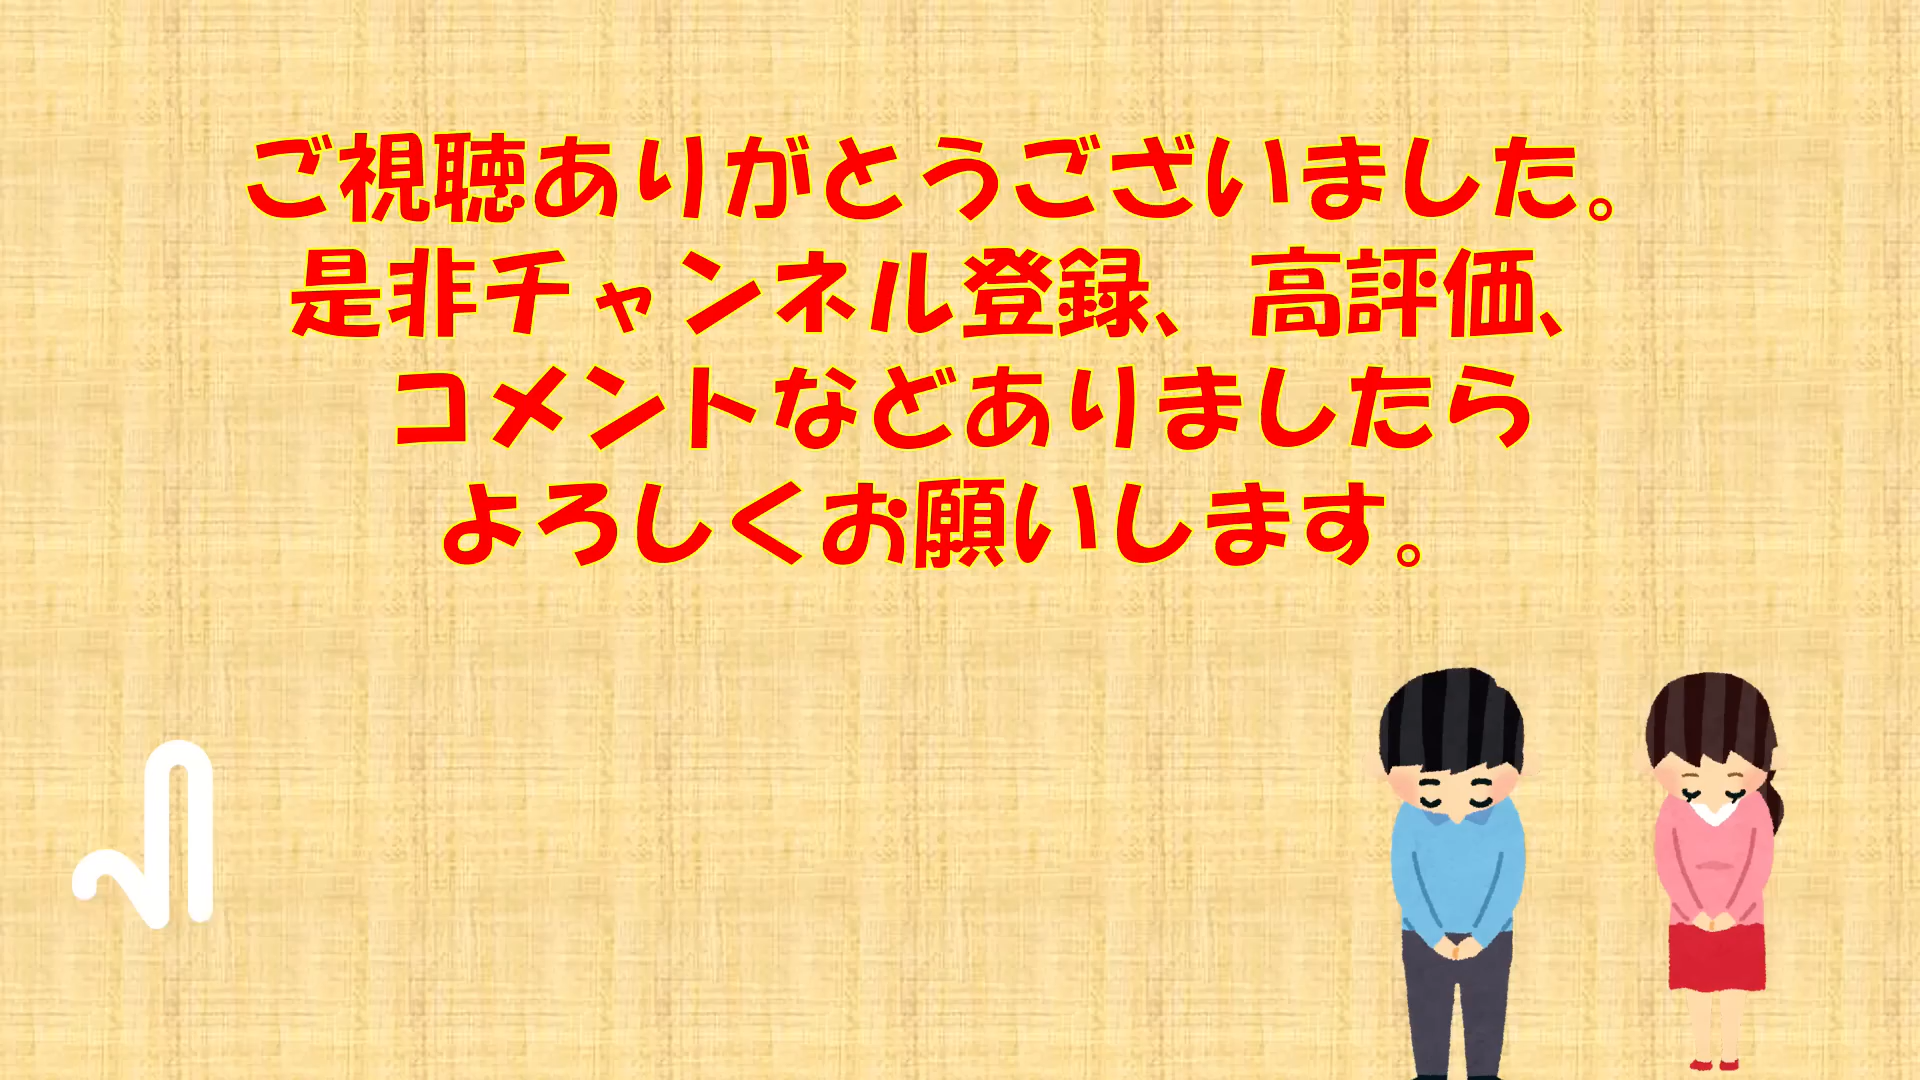 ご視聴ありがとうございました。
是非チャンネル登録、高評価、
コメントなどありましたら
よろしくお願いします。